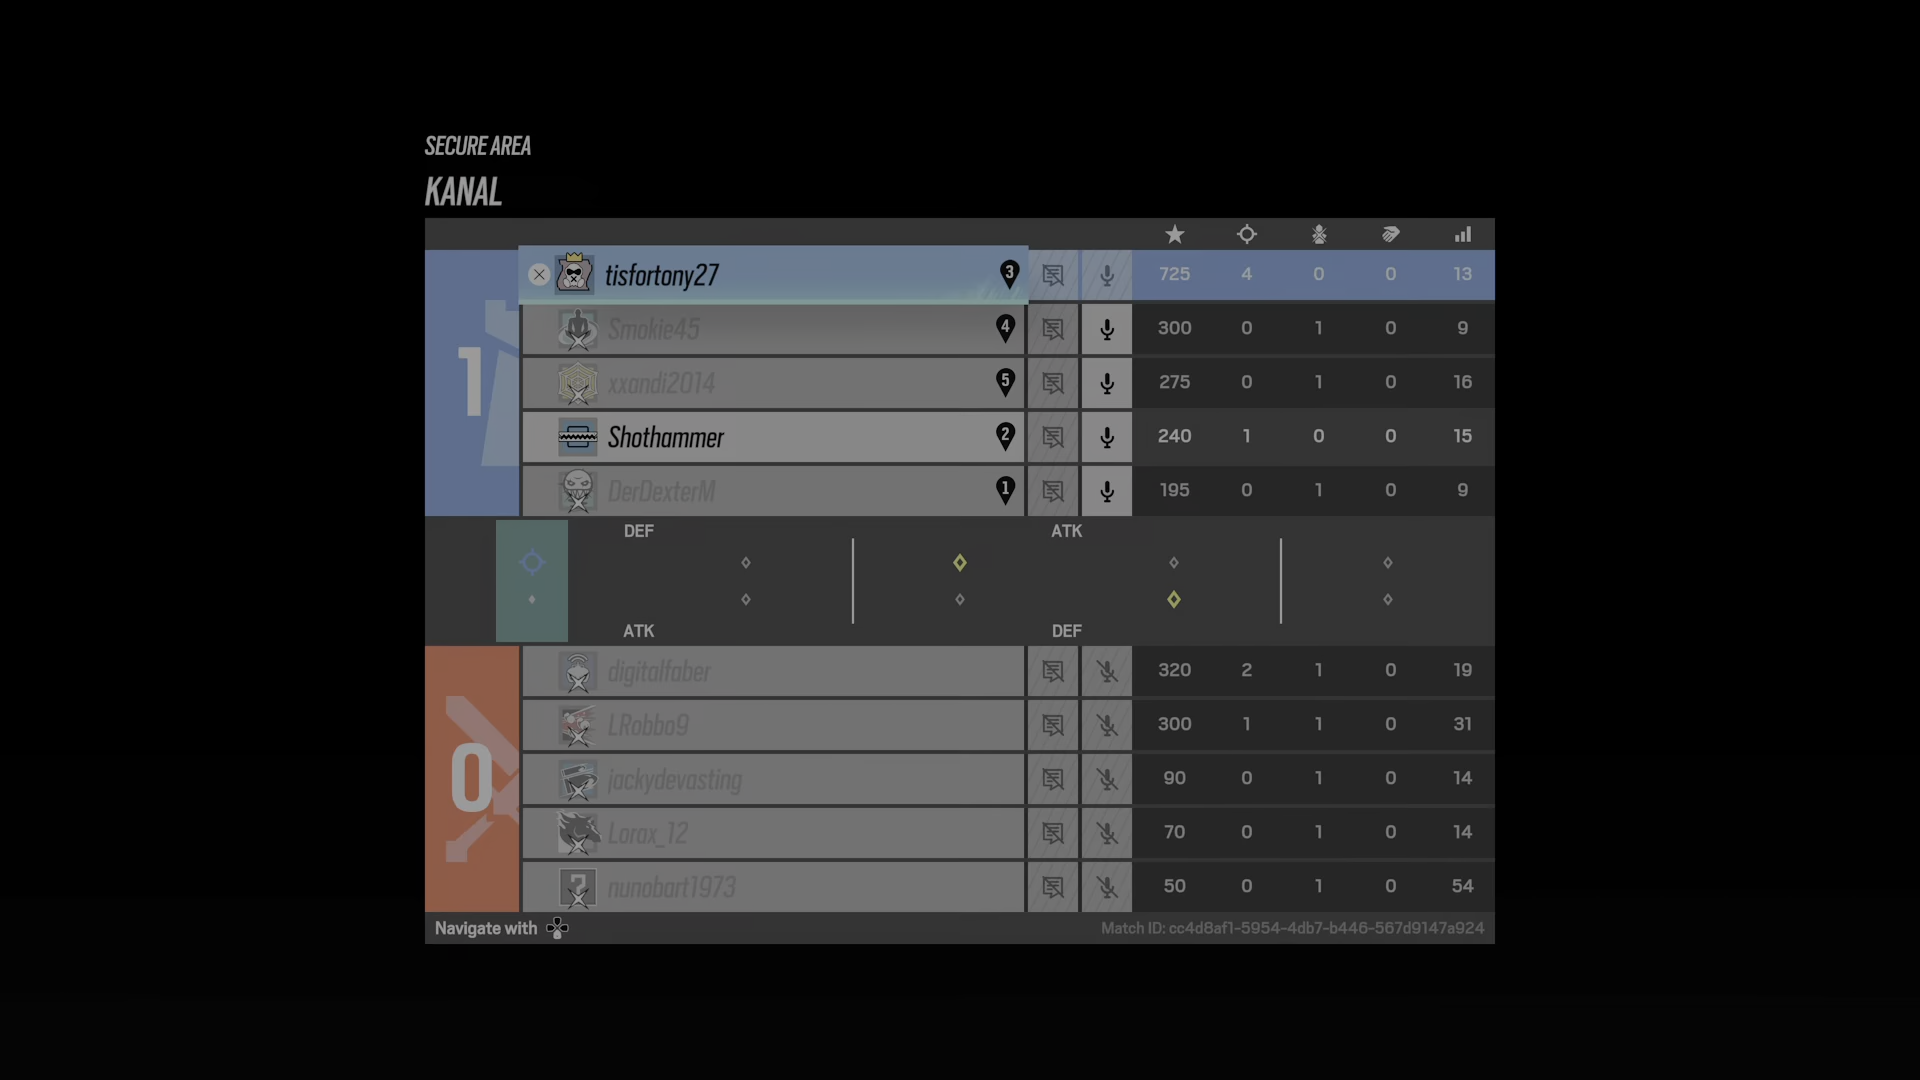 SECURE AREA
KANAL
1
tisfortony27 3 725 4 0 0 13
Smokie45 4 300 0 1 0 9
xxandi2014 5 275 0 1 0 16
Shothammer 2 240 1 0 0 15
DerDexterM 1 195 0 1 0 9
DEF ATK
ATK DEF
0
digitalfaber 320 2 1 0 19
LRobbo9 300 1 1 0 31
jackydevasting 90 0 1 0 14
Lorax_12 70 0 1 0 14
nunobart1973 50 0 1 0 54
Navigate with Match ID: cc4d8af1-5954-4db7-b446-567d9147a924